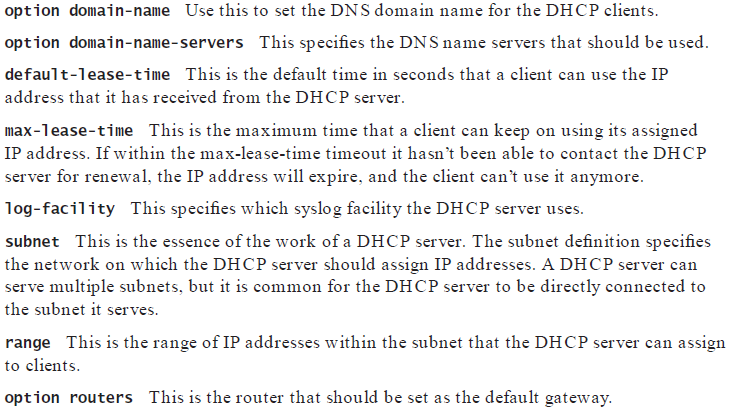 option domain-name Use this to set the DNS domain name for the DHCP clients.
option domain-name-servers This specifies the DNS name servers that should be used.
default-lease-time This is the default time in seconds that a client can use the IP
address that it has received from the DHCP server.
max-lease-time This is the maximum time that a client can keep on using its assigned
IP address. If within the max-lease-time timeout it hasn't been able to contact the DHCP
server for renewal, the IP address will expire, and the client can't use it anymore.
log-facility This specifies which syslog facility the DHCP server uses.
subnet This is the essence of the work of a DHCP server. The subnet definition specifies
the network on which the DHCP server should assign IP addresses. A DHCP server can
serve multiple subnets, but it is common for the DHCP server to be directly connected to
the subnet it serves.
range This is the range of IP addresses within the subnet that the DHCP server can assign
to clients.
option routers This is the router that should be set as the default gateway.